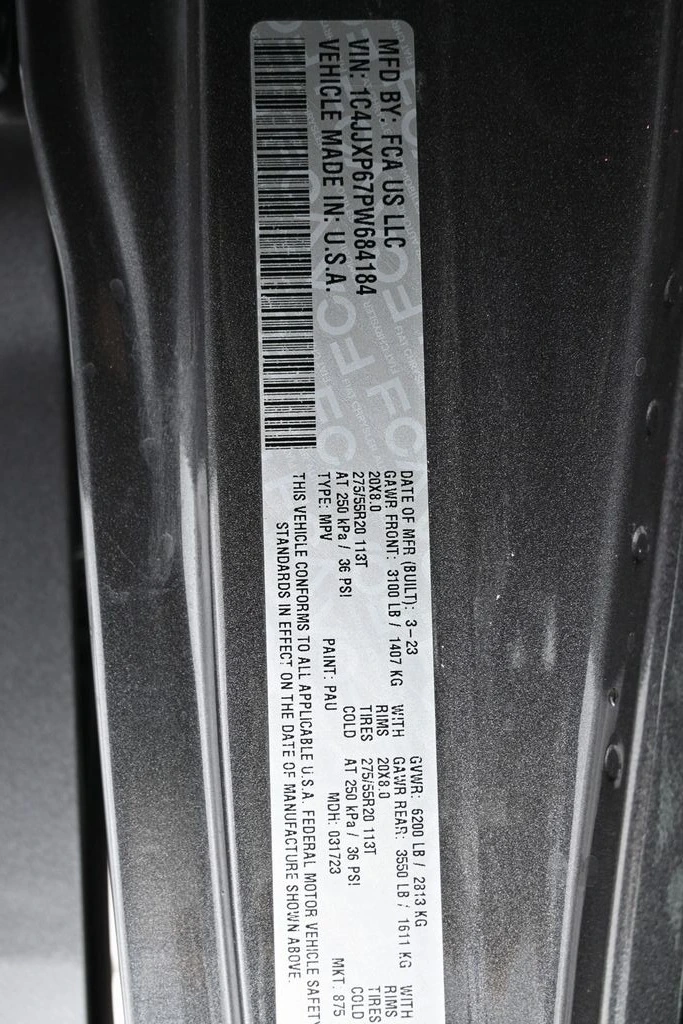 MFD BY: FCA US LLC
VIN: 1C4JJXP67PW684184
VEHICLE MADE IN: U.S.A.
DATE OF MFR (BUILT): 3-23 GVWR: 6200 LB / 2813 KG
GAWR FRONT: 3100 LB / 1407 KG WITH GAWR REAR: 3550 LB / 1611 KG WITH
20X8.0 RIMS 20X8.0 RIMS
275/55R20 113T TIRES 275/55R20 113T TIRES
AT 250 kPa / 36 PSI COLD AT 250 kPa / 36 PSI COLD
TYPE: MPV PAINT: PAU MDH: 031723 MKT: 875
THIS VEHICLE CONFORMS TO ALL APPLICABLE U.S.A. FEDERAL MOTOR VEHICLE SAFETY
STANDARDS IN EFFECT ON THE DATE OF MANUFACTURE SHOWN ABOVE.